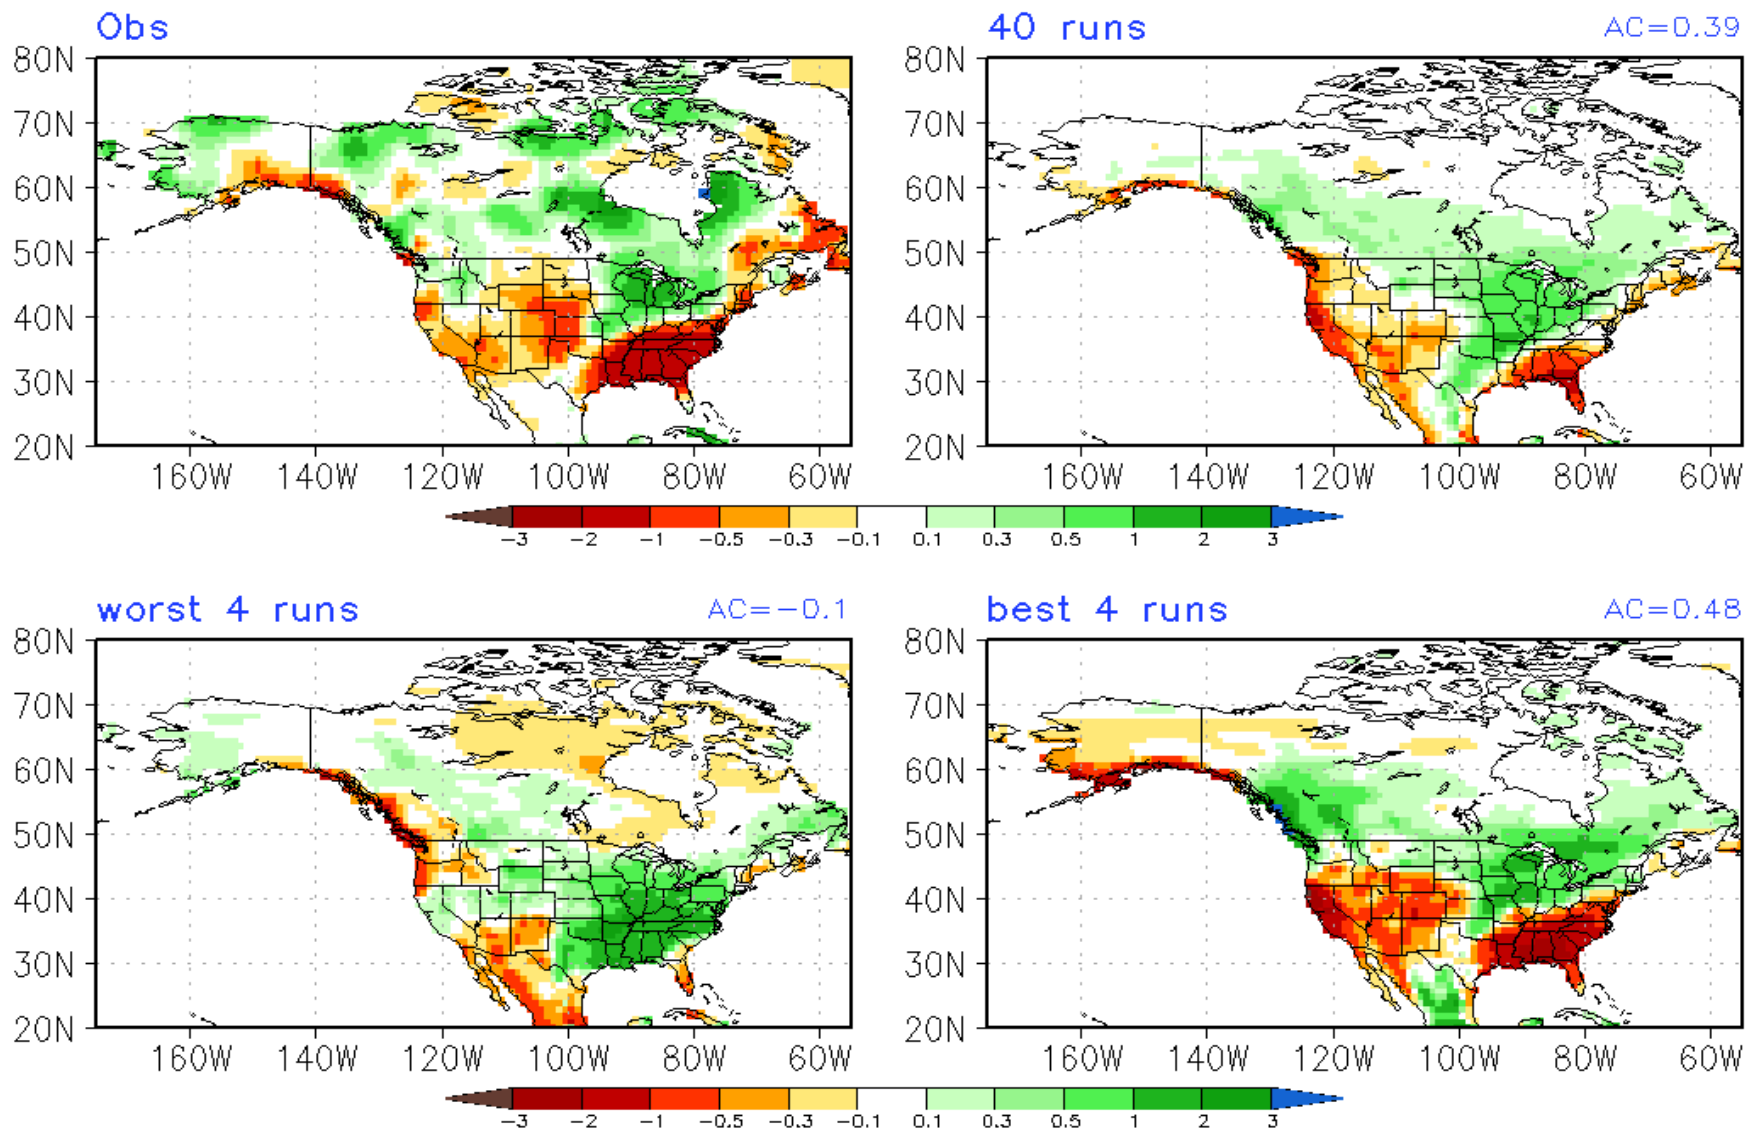 Obs
40 runs AC=0.39
80N 80N
70N 70N
60N 60N
50N 50N
40N 40N
30N 30N
20N 20N
160W 140W 120W 100W 80W 60W 160W 140W 120W 100W 80W 60W
-3 -2 -1 -0.5 -0.3 -0.1 0.1 0.3 0.5 1 2 3
worst 4 runs AC=-0.1
best 4 runs AC=0.48
80N 80N
70N 70N
60N 60N
50N 50N
40N 40N
30N 30N
20N 20N
160W 140W 120W 100W 80W 60W 160W 140W 120W 100W 80W 60W
-3 -2 -1 -0.5 -0.3 -0.1 0.1 0.3 0.5 1 2 3